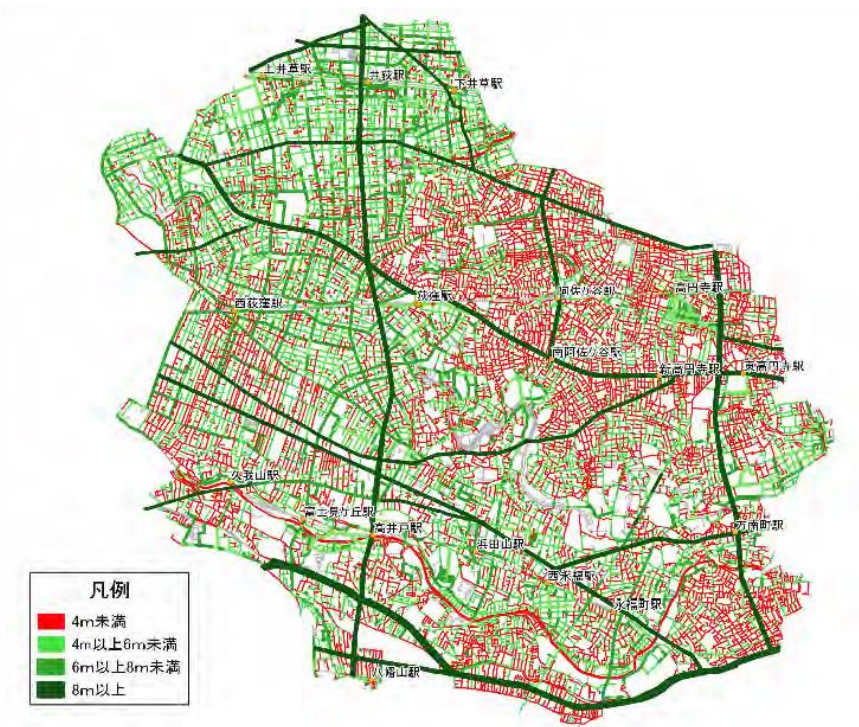 上井草駅
井荻駅
下井草駅
西荻窪駅
荻窪駅
阿佐ケ谷駅
高円寺駅
南阿佐ケ谷駅
新高円寺駅
東高円寺駅
久我山駅
富士見ケ丘駅
高井戸駅
浜田山駅
西永福駅
永福町駅
方南町駅
八幡山駅
凡例
4m未満
4m以上6m未満
6m以上8m未満
8m以上